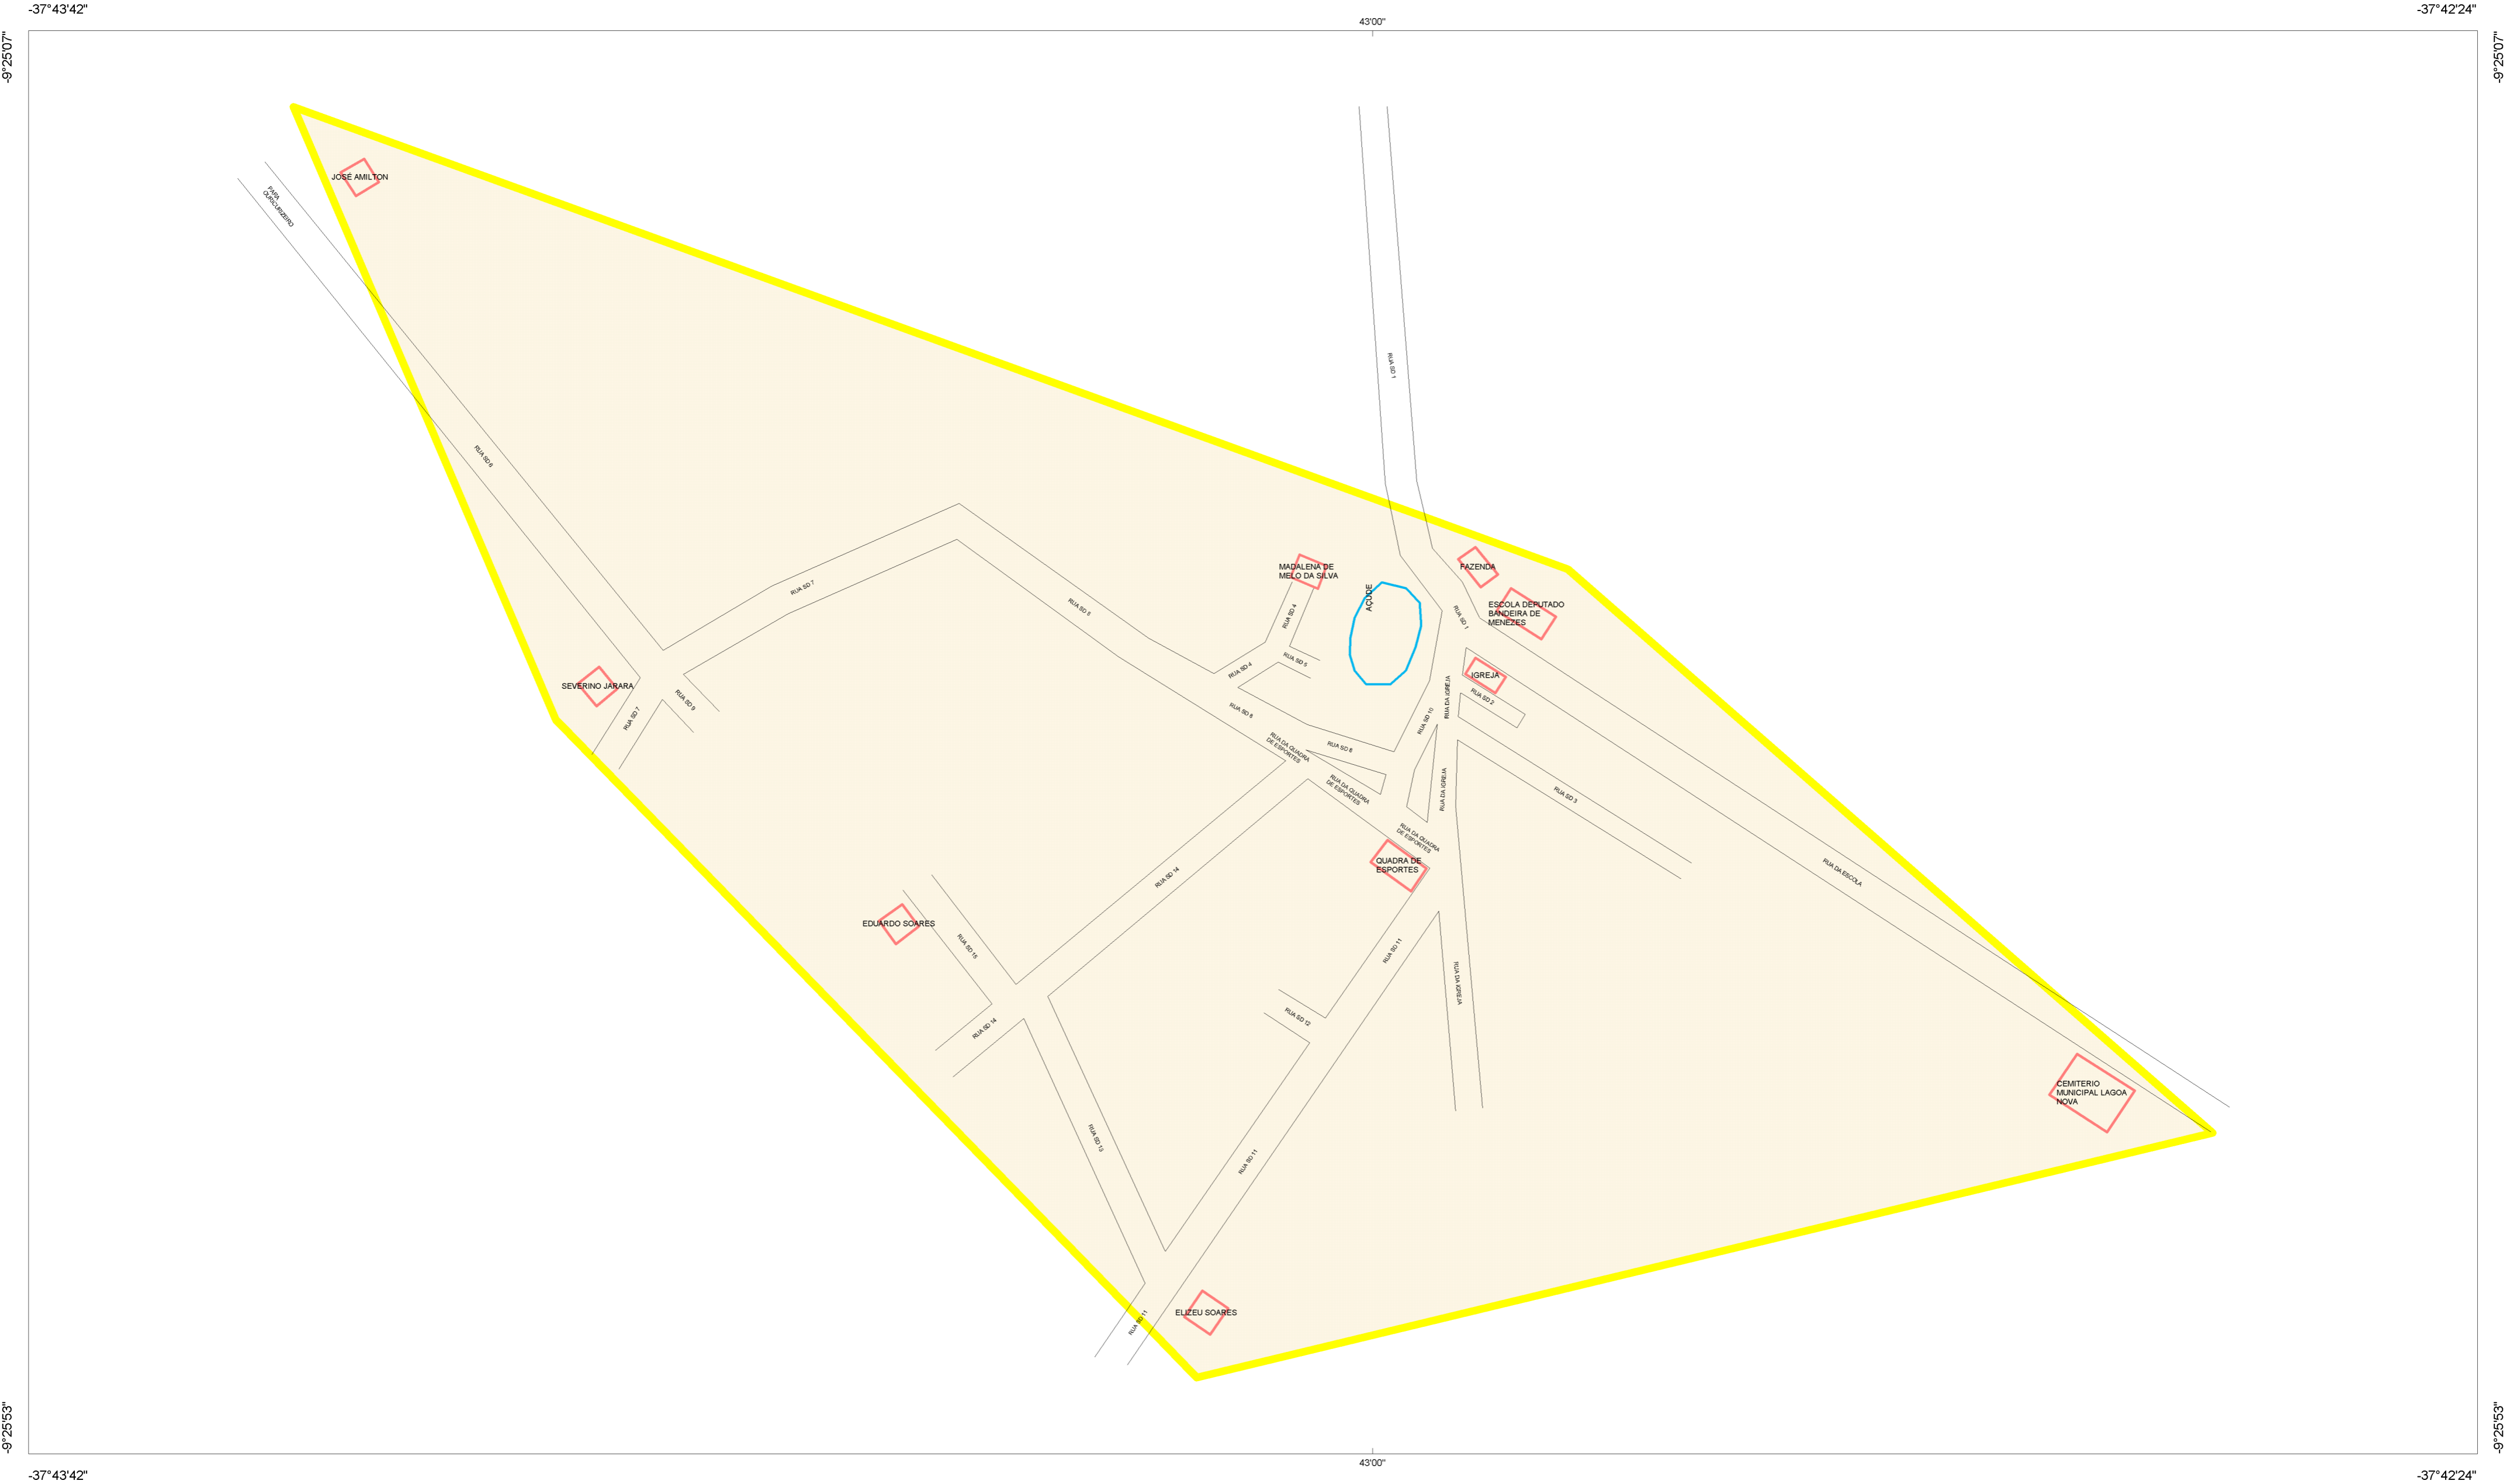 -37°43'42"
43'00"
-37°42'24"
-9°25'07"
-9°25'07"
JOSÉ AMILTON
PARA
OURICURIZEIRO
RUA SD 1
RUA SD 6
MADALENA DE
MELO DA SILVA
FAZENDA
AÇUDE
ESCOLA DEPUTADO
BANDEIRA DE
MENEZES
RUA SD 7
RUA SD 8
RUA SD 4
RUA SD 1
RUA SD 5
RUA SD 4
IGREJA
SEVERINO JARARA
RUA SD 9
RUA SD 2
RUA DA IGREJA
RUA SD 7
RUA SD 8
RUA SD 10
RUA DA QUADRA
DE ESPORTES
RUA SD 6
RUA DA QUADRA
DE ESPORTES
RUA DA IGREJA
RUA SD 3
RUA DA QUADRA
DE ESPORTES
QUADRA DE
ESPORTES
RUA SD 14
RUA DA ESCOLA
EDUARDO SOARES
RUA SD 15
RUA SD 11
RUA DA IGREJA
RUA SD 12
RUA SD 14
CEMITERIO
MUNICIPAL LAGOA
NOVA
RUA SD 13
RUA SD 11
ELIZEU SOARES
RUA SD 11
-9°25'53"
-9°25'53"
-37°43'42"
43'00"
-37°42'24"